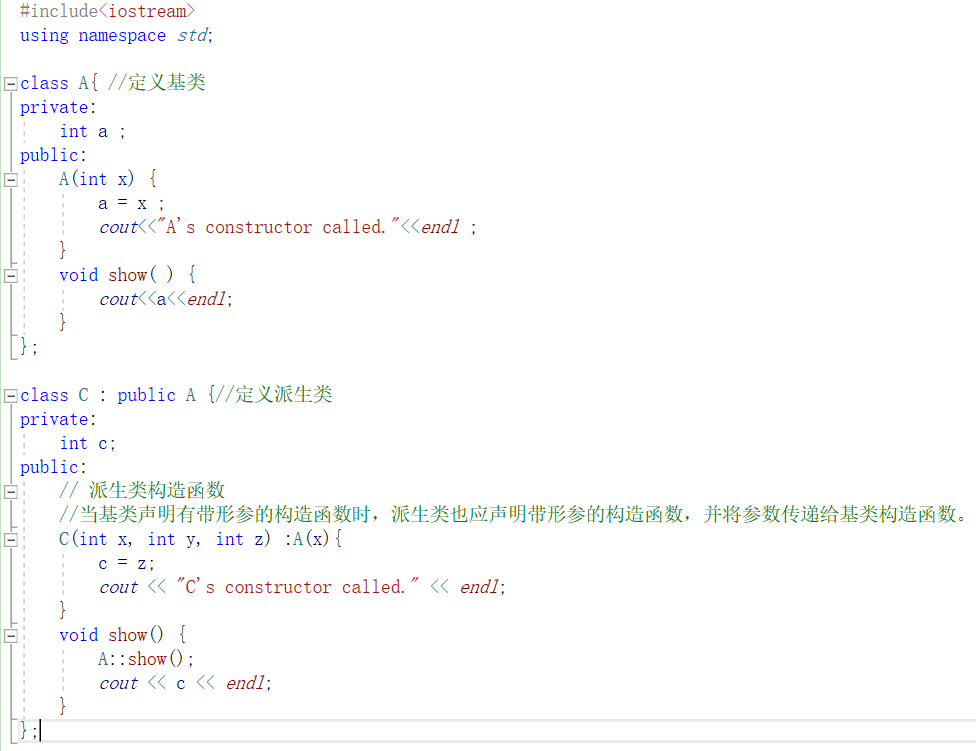 #include<iostream>
using namespace std;
class A{ //定义基类
private:
int a ;
public:
A(int x) {
a = x ;
cout<<"A's constructor called."<<endl ;
}
void show( ) {
cout<<a<<endl;
}
};
class C : public A {//定义派生类
private:
int c;
public:
// 派生类构造函数
//当基类声明有带形参的构造函数时，派生类也应声明带形参的构造函数，并将参数传递给基类构造函数。
C(int x, int y, int z) :A(x){
c = z;
cout << "C's constructor called." << endl;
}
void show() {
A::show();
cout << c << endl;
}
};